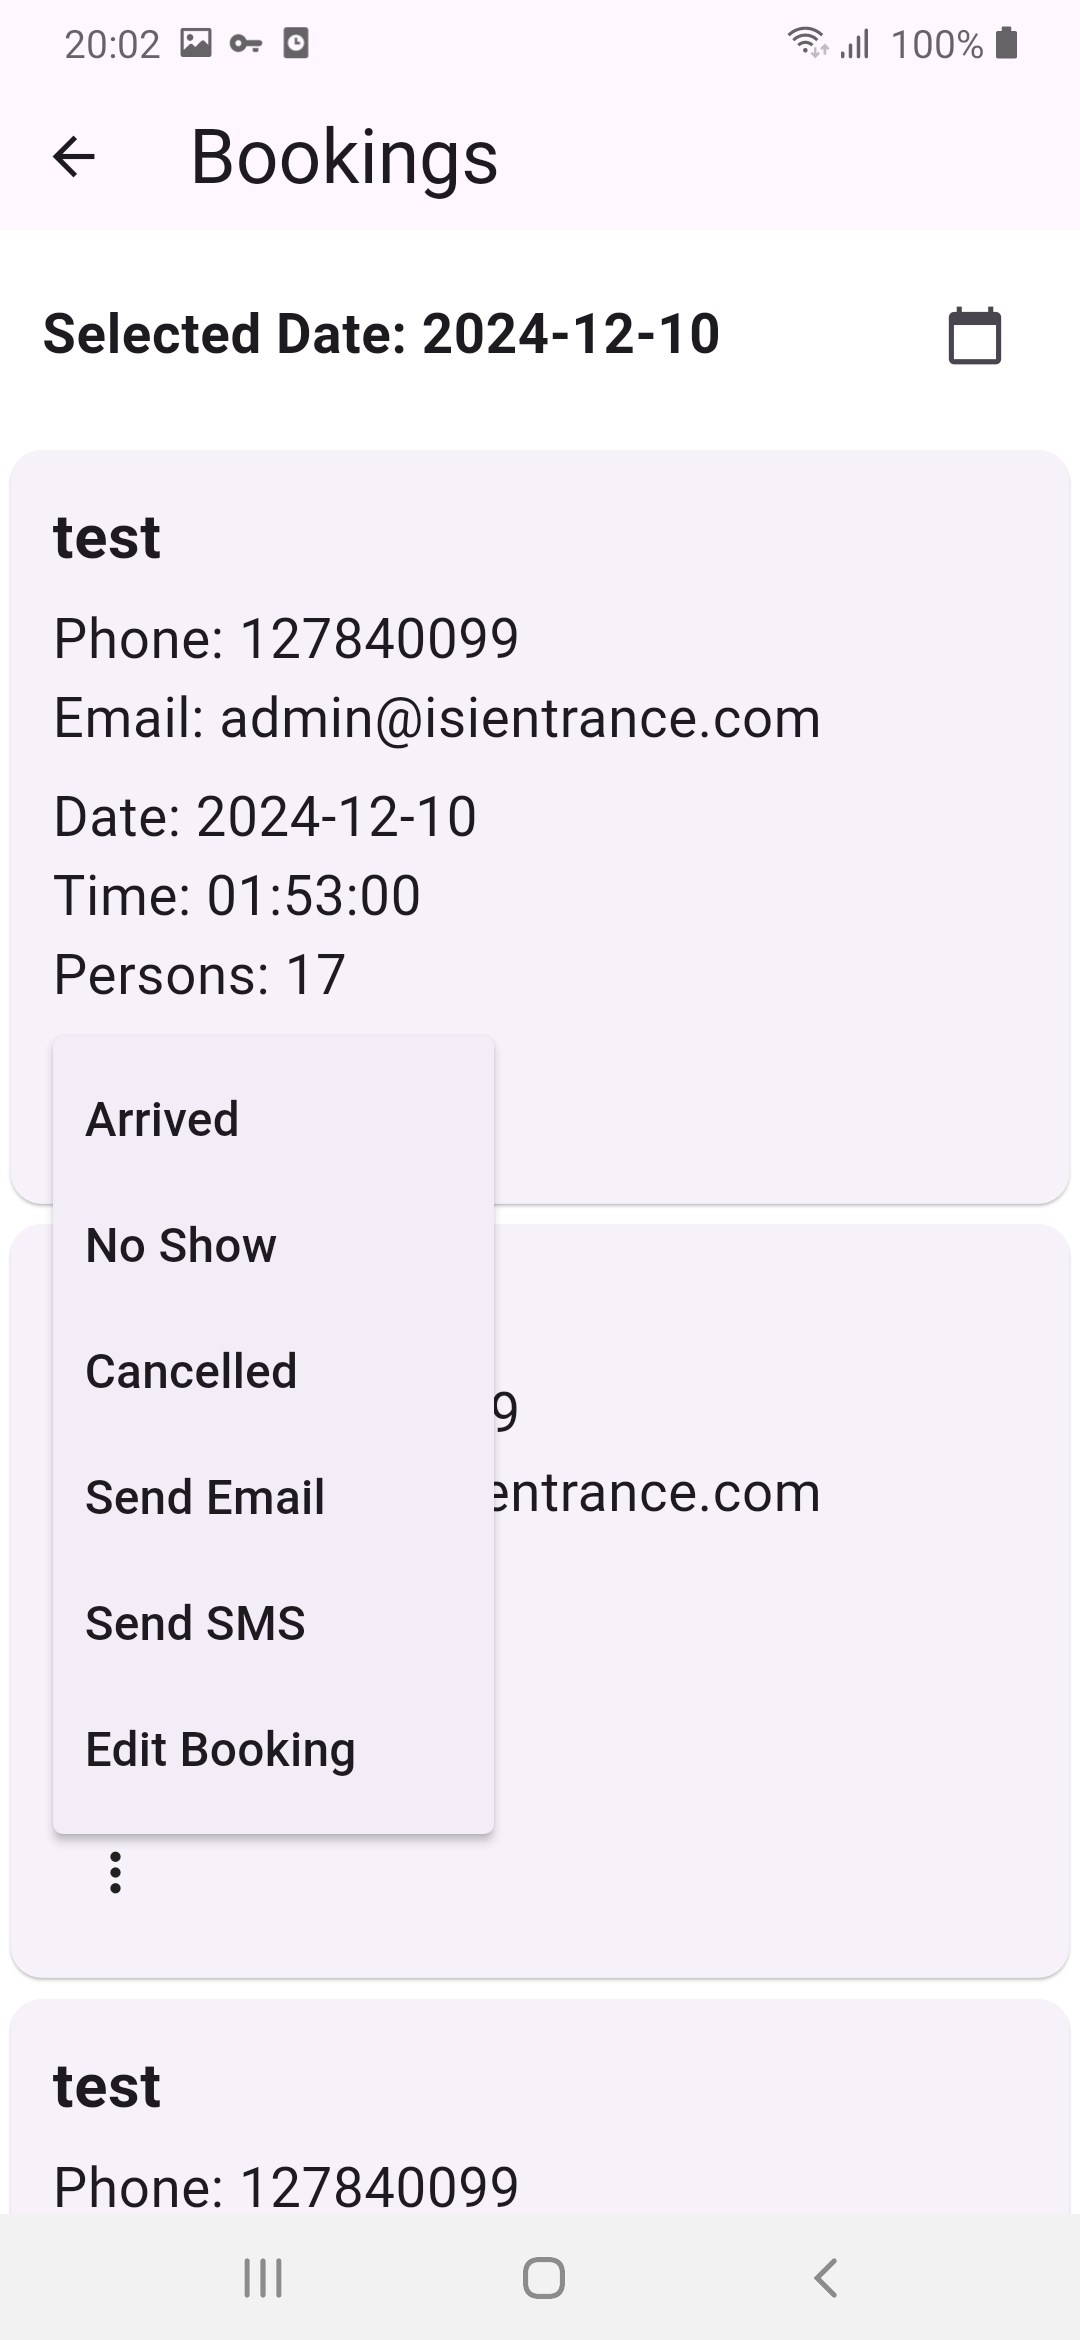 20:02 100%
Bookings
Selected Date: 2024-12-10
test
Phone: 127840099
Email: admin@isientrance.com
Date: 2024-12-10
Time: 01:53:00
Persons: 17
Arrived
No Show
Cancelled
9
Send Email
entrance.com
Send SMS
Edit Booking
test
Phone: 127840099